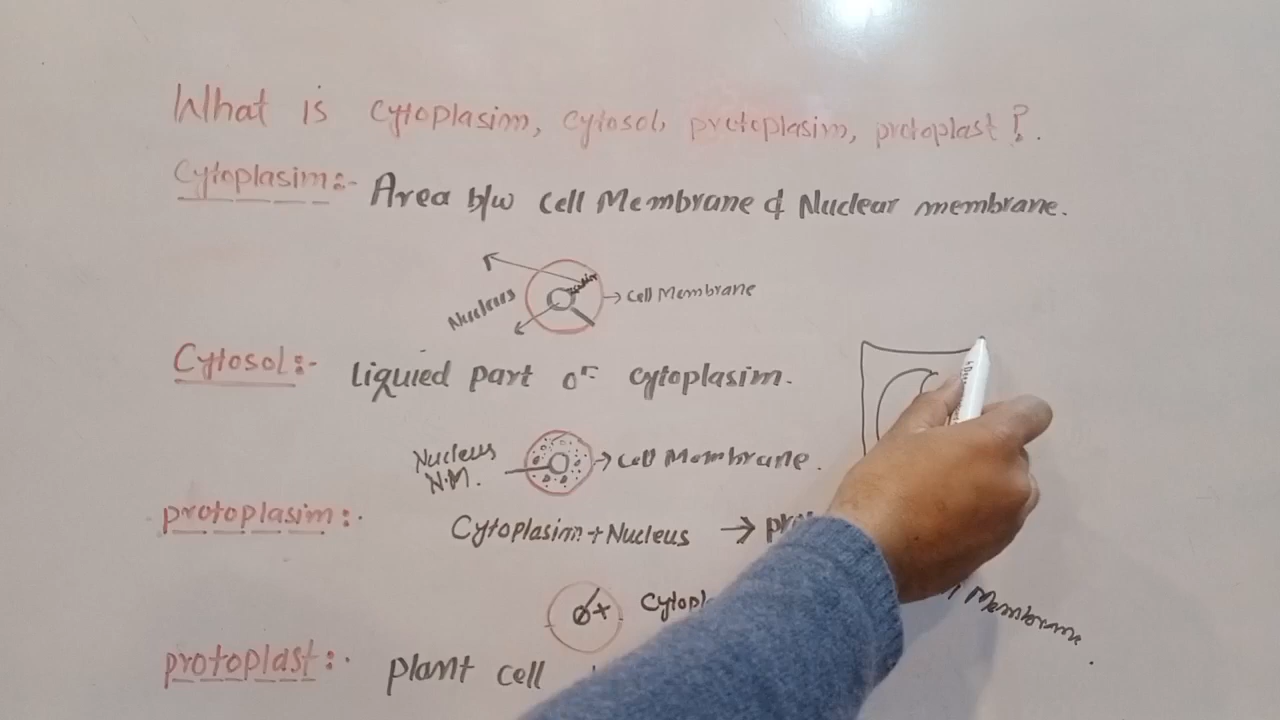 What is cytoplasim, cytosol, protoplasim, protoplast?.
Cytoplasim:- Area b/w cell Membrane & Nuclear membrane.
Nucleus
Cell Membrane
Cytosol:- liquied part of cytoplasim.
Nucleus
N.M.
Cell Membrane.
protoplasim:- Cytoplasim + Nucleus →
Membrane.
protoplast:- plant cell